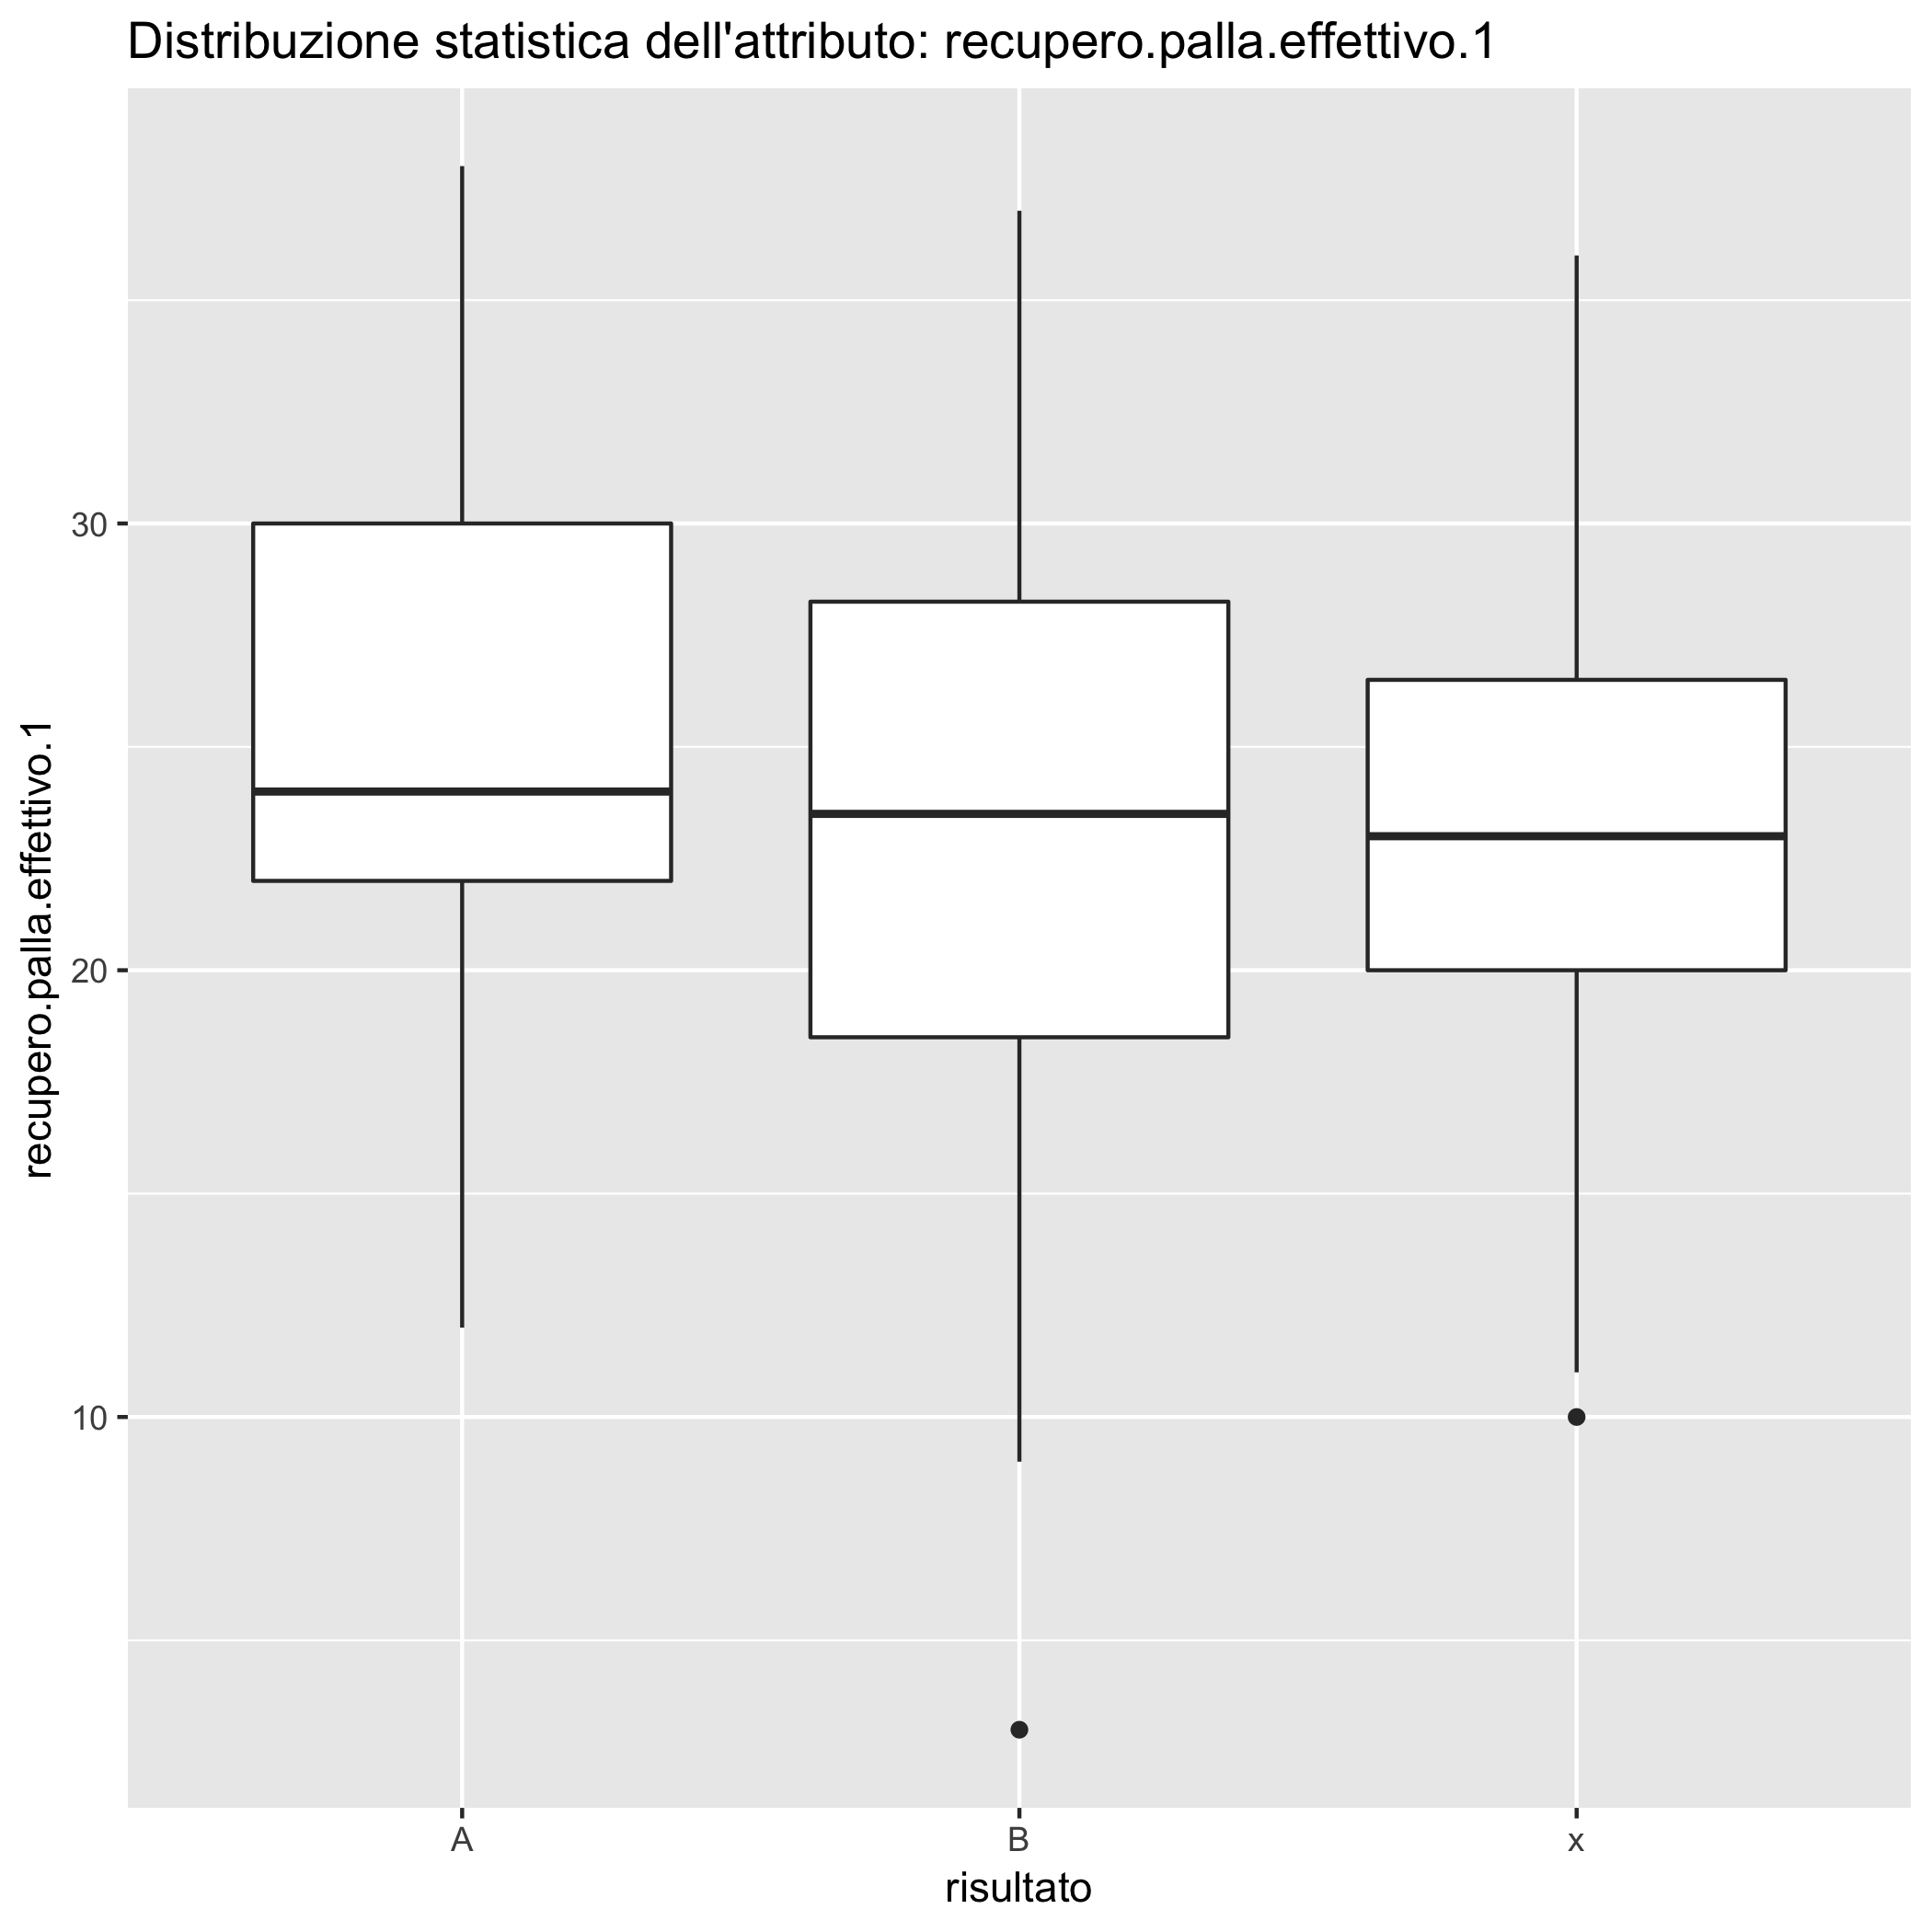 Distribuzione statistica dell'attributo: recupero.palla.effettivo.1
recupero.palla.effettivo.1
30
20
10
A B x
risultato